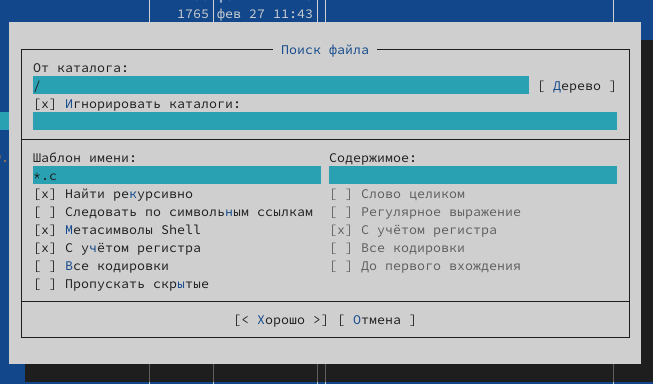 1765 фев 27 11:43
Поиск файла
От каталога:
/ [ Дерево ]
[x] Игнорировать каталоги:
Шаблон имени: Содержимое:
*.c
[x] Найти рекурсивно [ ] Слово целиком
[ ] Следовать по символьным ссылкам [ ] Регулярное выражение
[x] Метасимволы Shell [x] С учётом регистра
[x] С учётом регистра [ ] Все кодировки
[ ] Все кодировки [ ] До первого вхождения
[ ] Пропускать скрытые
[< Хорошо >] [ Отмена ]